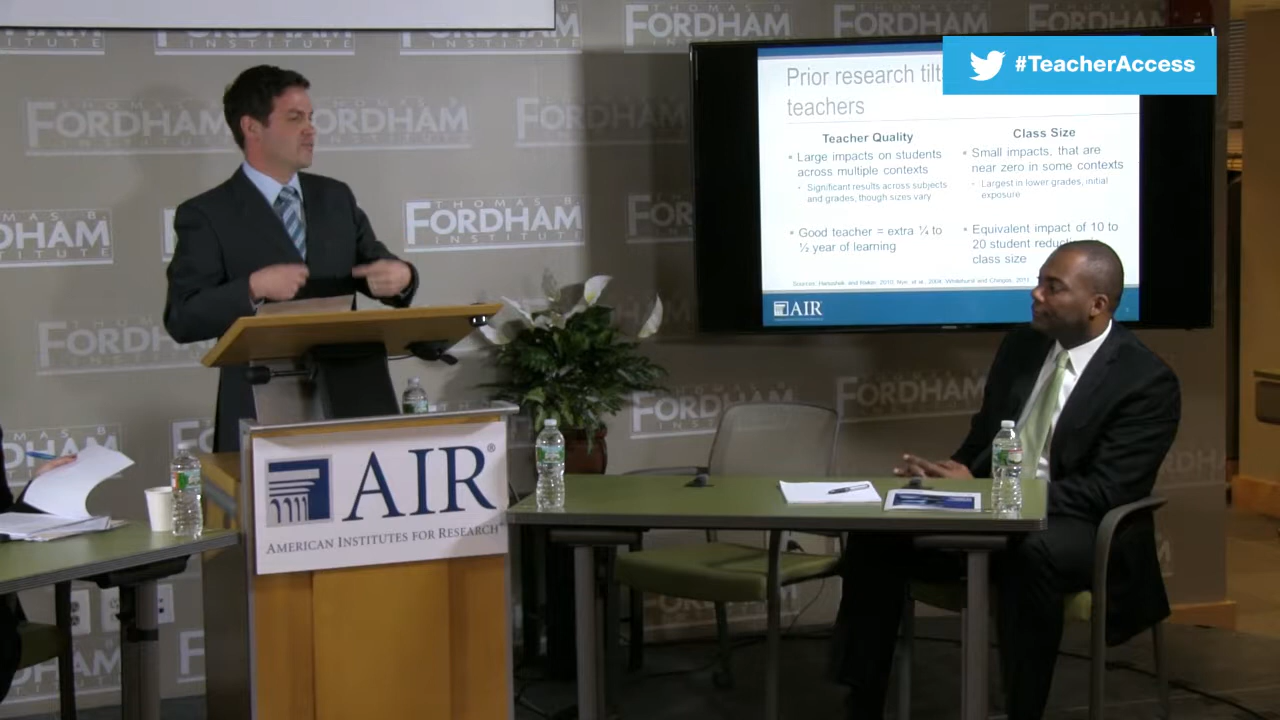 THOMAS B.
FORDHAM
INSTITUTE
#TeacherAccess
Prior research tilt
teachers
Teacher Quality
Large impacts on students
across multiple contexts
Significant results across subjects
and grades, though sizes vary
Good teacher = extra ¼ to
½ year of learning
Class Size
Small impacts, that are
near zero in some contexts
Largest in lower grades, initial
exposure
Equivalent impact of 10 to
20 student
class size
AIR
AIR®
AMERICAN INSTITUTES FOR RESEARCH